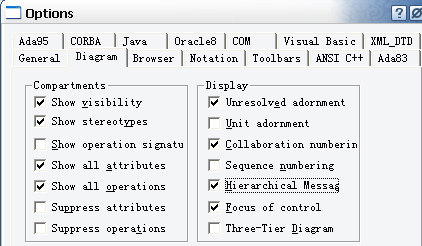 Options
Ada95 CORBA Java Oracle8 COM Visual Basic XML_DTD
General Diagram Browser Notation Toolbars ANSI C++ Ada83
Compartments
Show visibility
Show stereotypes
Show operation signatu
Show all attributes
Show all operations
Suppress attributes
Suppress operations
Display
Unresolved adornment
Unit adornment
Collaboration numberin
Sequence numbering
Hierarchical Messag
Focus of control
Three-Tier Diagram